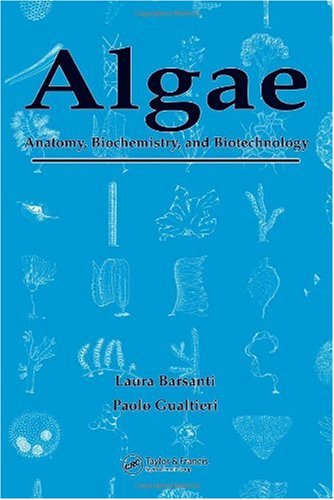 Algae
Anatomy, Biochemistry, and Biotechnology
Laura Barsanti
Paolo Gualtieri
CRC
Taylor & Francis